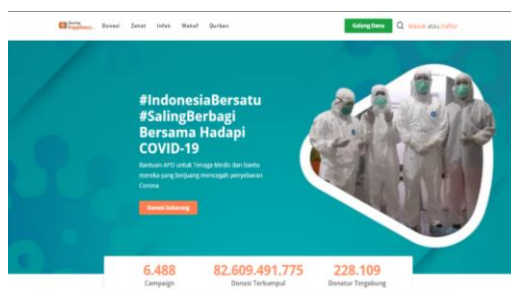 Sharing
Happiness
Donasi Zakat Infak Wakaf Qurban
Galang Dana
Masuk atau Daftar
#IndonesiaBersatu
#SalingBerbagi
Bersama Hadapi
COVID-19
Bantuan APD untuk Tenaga Medis dan bantu
mereka yang berjuang mencegah penyebaran
Corona.
Donasi Sekarang
6.488 82.609.491.775 228.109
Campaign Donasi Terkumpul Donatur Tergabung